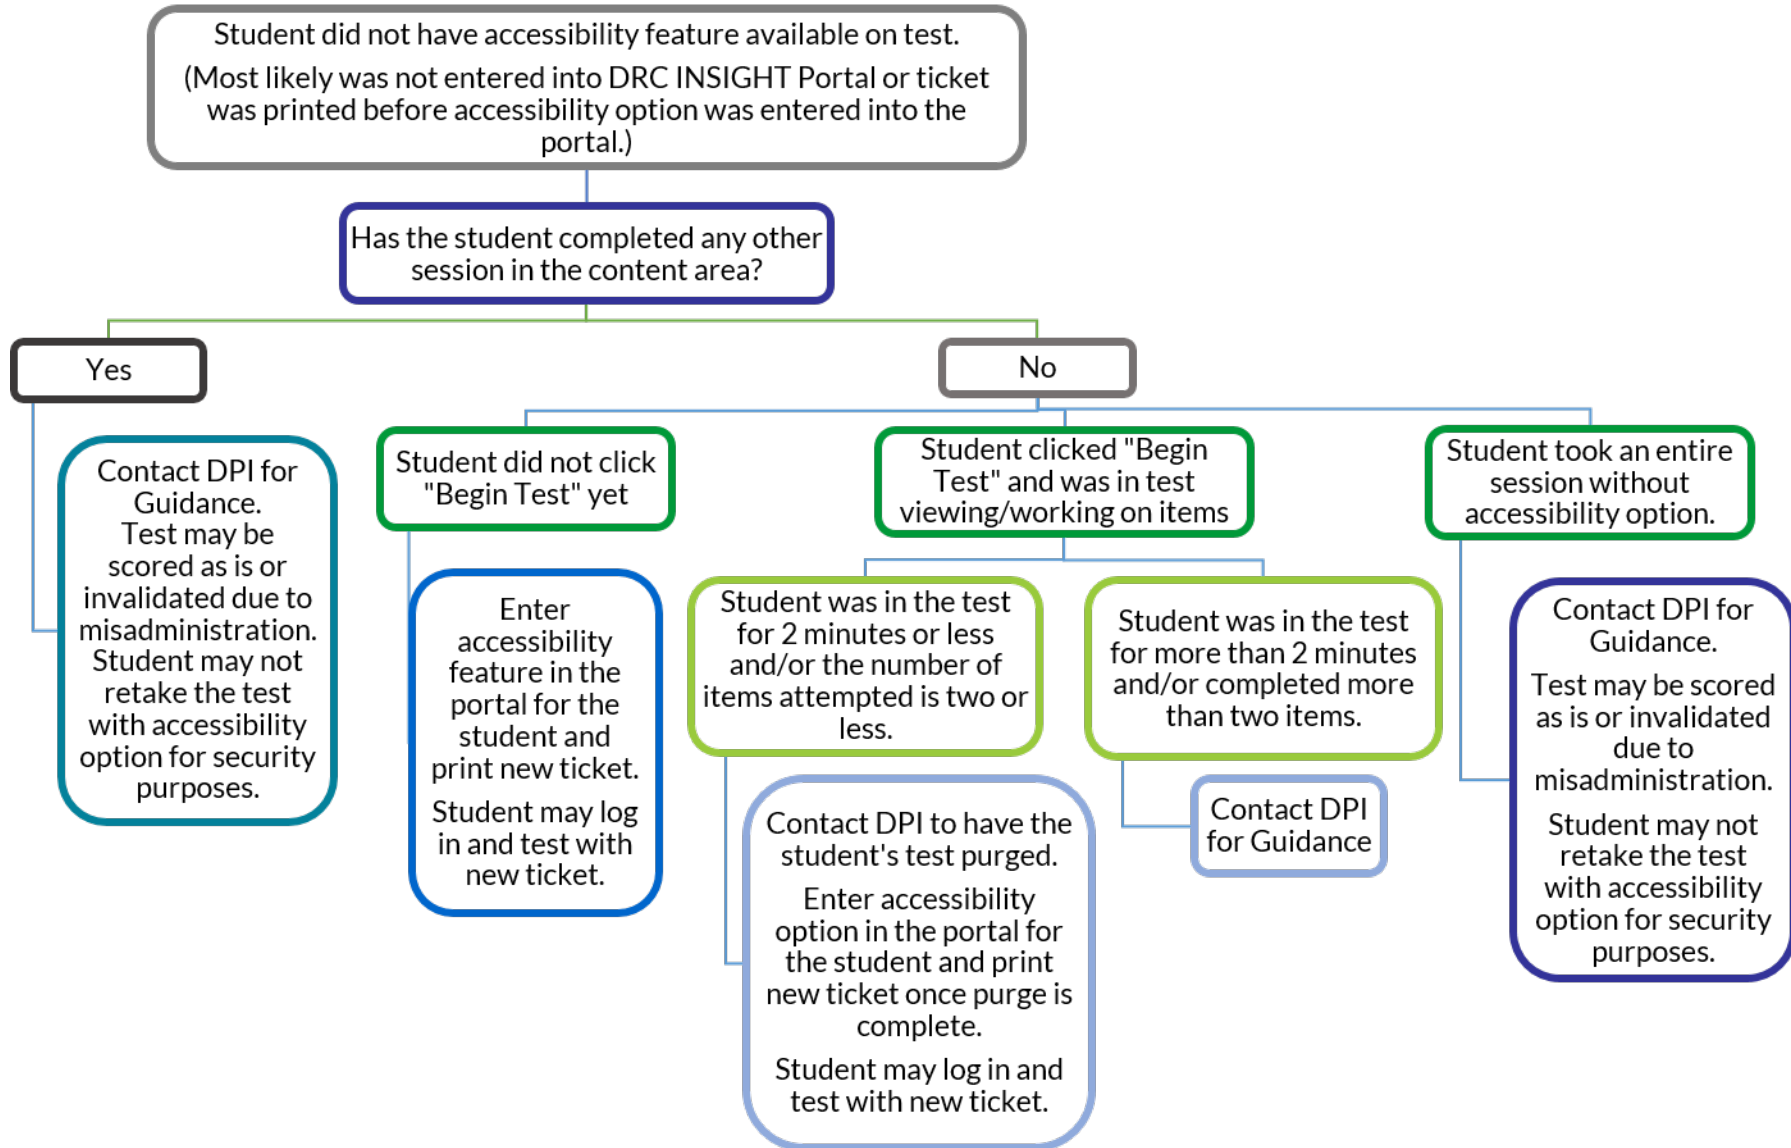 Student did not have accessibility feature available on test.
(Most likely was not entered into DRC INSIGHT Portal or ticket
was printed before accessibility option was entered into the
portal.)
Has the student completed any other
session in the content area?
Yes
No
Contact DPI for
Guidance.
Test may be
scored as is or
invalidated due to
misadministration.
Student may not
retake the test
with accessibility
option for security
purposes.
Student did not click
"Begin Test" yet
Enter
accessibility
feature in the
portal for the
student and
print new ticket.
Student may log
in and test with
new ticket.
Student clicked "Begin
Test" and was in test
viewing/working on items
Student was in the test
for 2 minutes or less
and/or the number of
items attempted is two or
less.
Contact DPI to have the
student's test purged.
Enter accessibility
option in the portal for
the student and print
new ticket once purge is
complete.
Student may log in and
test with new ticket.
Student was in the test
for more than 2 minutes
and/or completed more
than two items.
Contact DPI
for Guidance
Student took an entire
session without
accessibility option.
Contact DPI for
Guidance.
Test may be scored
as is or invalidated
due to
misadministration.
Student may not
retake the test
with accessibility
option for security
purposes.